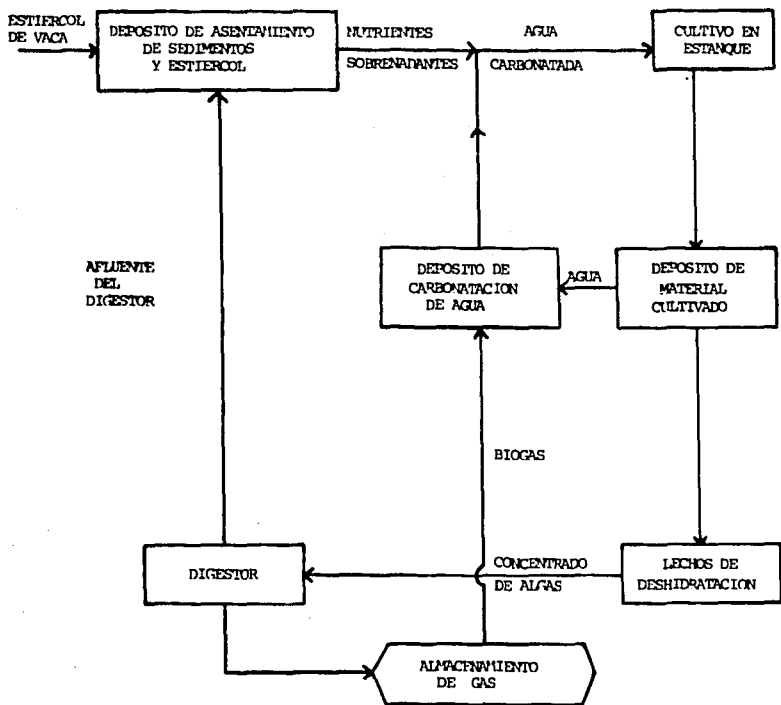 ESTIERCOL
DE VACA
DEPOSITO DE ASENTAMIENTO
DE SEDIMENTOS
Y ESTIERCOL
NUTRIENTES
SOBRENADANTES
AGUA
CARBONATADA
CULTIVO EN
ESTANQUE
AFLUENTE
DEL
DIGESTOR
DEPOSITO DE
CARBONATACION
DE AGUA
AGUA
DEPOSITO DE
MATERIAL
CULTIVADO
BIOGAS
DIGESTOR
CONCENTRADO
DE ALGAS
LECHOS DE
DESHIDRATACION
ALMACENAMIENTO
DE GAS